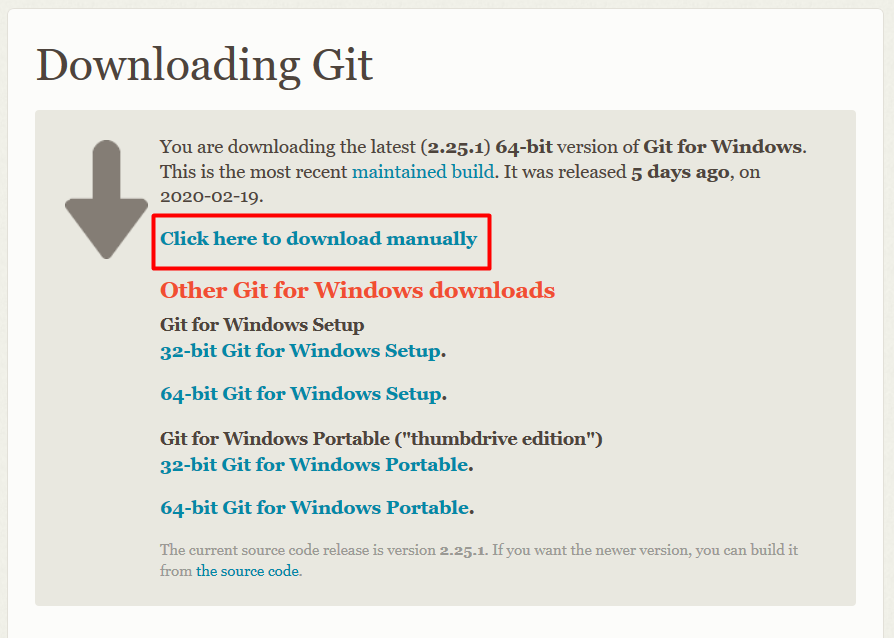 Downloading Git
You are downloading the latest (2.25.1) 64-bit version of Git for Windows.
This is the most recent maintained build. It was released 5 days ago, on
2020-02-19.
Click here to download manually
Other Git for Windows downloads
Git for Windows Setup
32-bit Git for Windows Setup.
64-bit Git for Windows Setup.
Git for Windows Portable ("thumbdrive edition")
32-bit Git for Windows Portable.
64-bit Git for Windows Portable.
The current source code release is version 2.25.1. If you want the newer version, you can build it
from the source code.